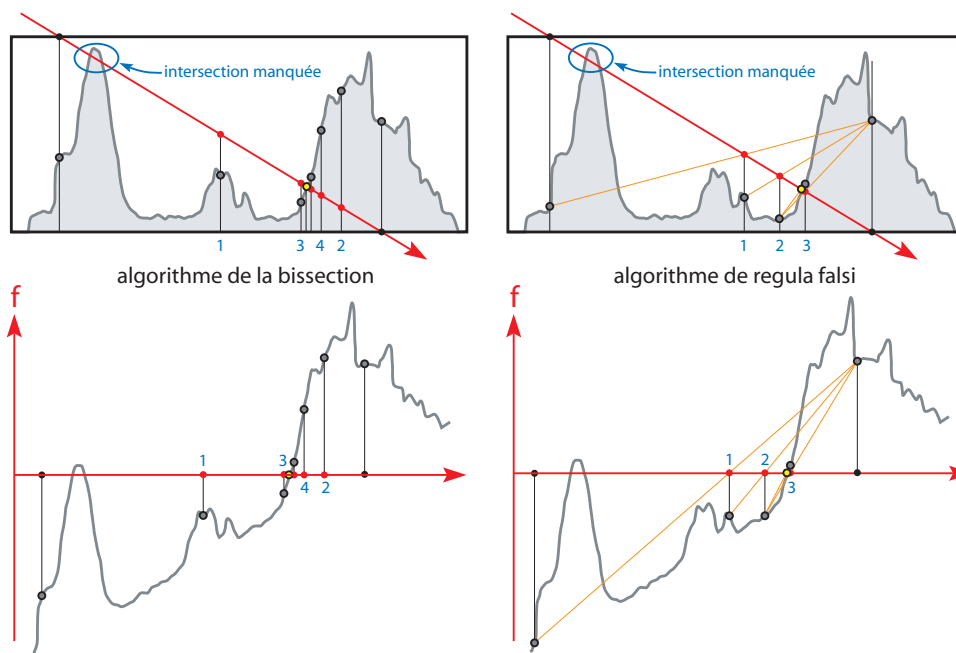 intersection manquée
1 3 4 2
algorithme de la bissection
intersection manquée
1 2 3
algorithme de regula falsi
f
1 3
4 2
f
1 2
3